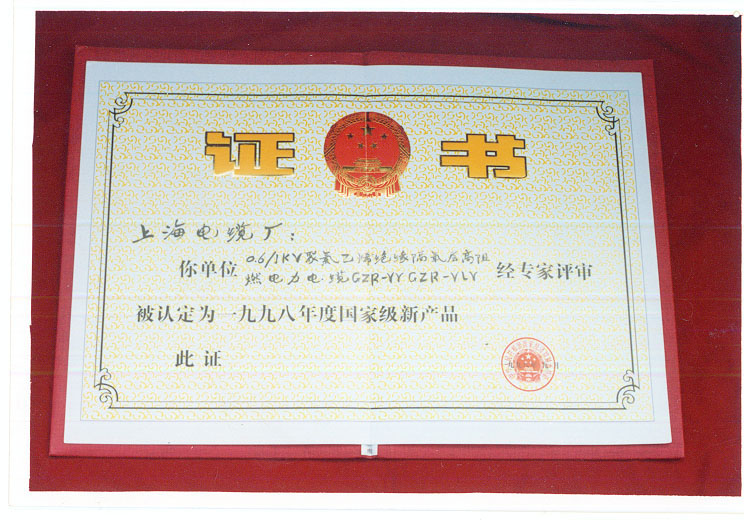 证书
上海电缆厂：
你单位 0.6/1KV聚氯乙烯绝缘隔氧层高阻
燃电力电缆GZR-VV GZR-VLV 经专家评审
被认定为一九九八年度国家级新产品
此证